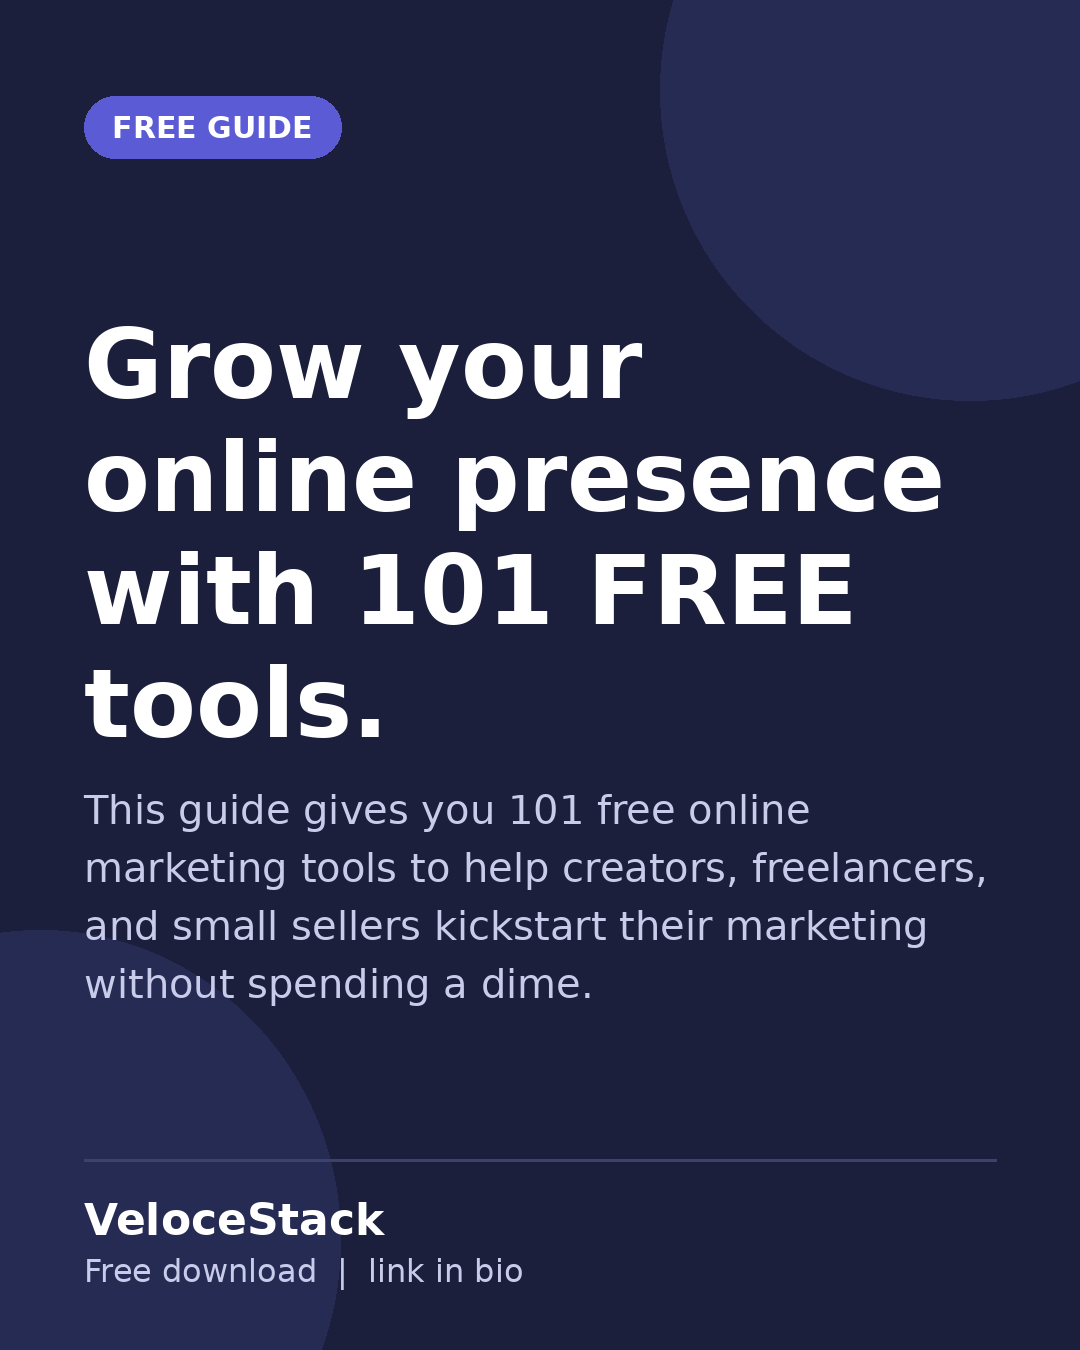 FREE GUIDE
Grow your
online presence
with 101 FREE
tools.
This guide gives you 101 free online
marketing tools to help creators, freelancers,
and small sellers kickstart their marketing
without spending a dime.
VeloceStack
Free download | link in bio